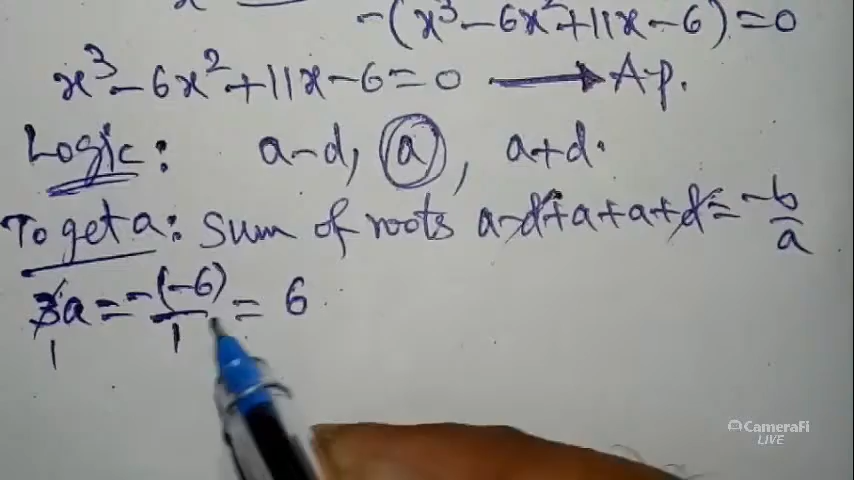 -(x³-6x²+11x-6)=0
x³-6x²+11x-6=0 → A.p.
Logic: a-d, a, a+d.
To get a: sum of roots a-d+a+a+d=-b/a
3a=-(-6)/1=6
1
CameraFi
LIVE